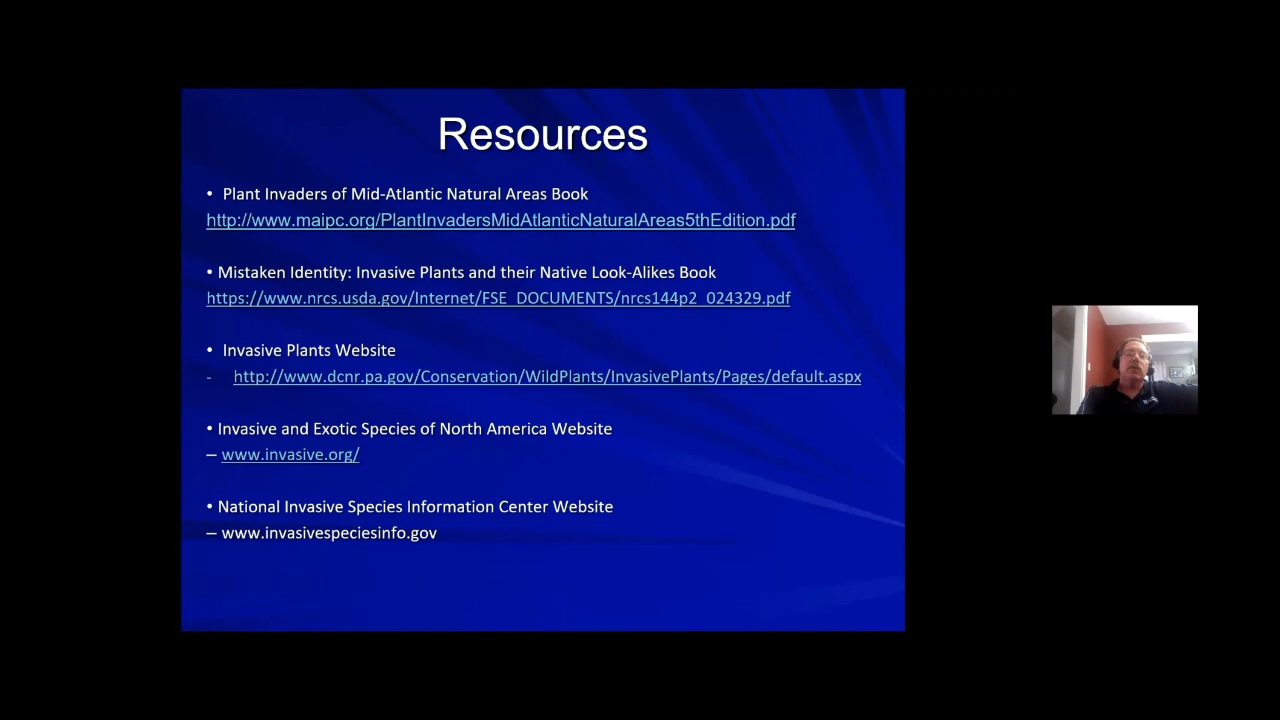 Resources
• Plant Invaders of Mid-Atlantic Natural Areas Book
http://www.maipc.org/PlantInvadersMidAtlanticNaturalAreas5thEdition.pdf
• Mistaken Identity: Invasive Plants and their Native Look-Alikes Book
https://www.nrcs.usda.gov/Internet/FSE_DOCUMENTS/nrcs144p2_024329.pdf
• Invasive Plants Website
- http://www.dcnr.pa.gov/Conservation/WildPlants/InvasivePlants/Pages/default.aspx
• Invasive and Exotic Species of North America Website
– www.invasive.org/
• National Invasive Species Information Center Website
– www.invasivespeciesinfo.gov